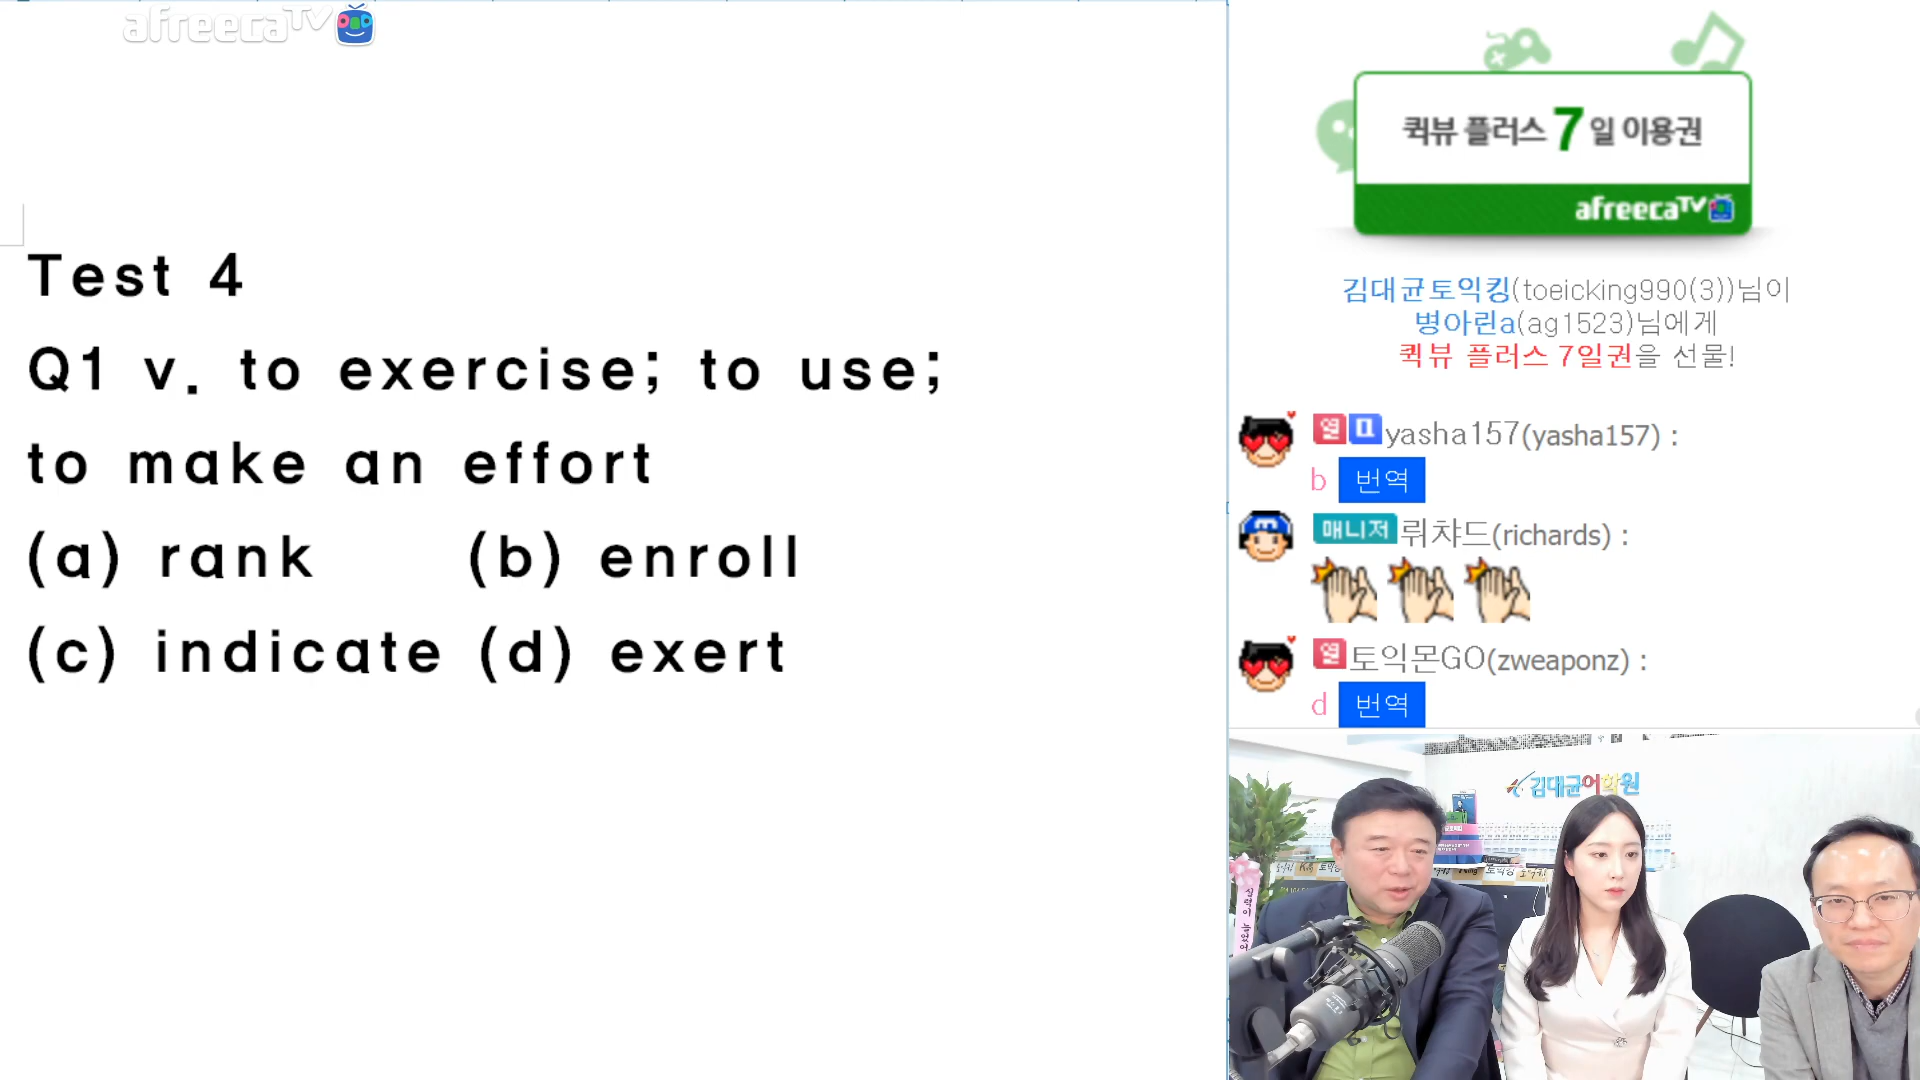 afreecaTV
Test 4
Q1 v. to exercise; to use;
to make an effort
(a) rank (b) enroll
(c) indicate (d) exert
퀵뷰 플러스 7일 이용권
afreecaTV
김대균토익킹(toeicking990(3))님이
병아린a(ag1523)님에게
퀵뷰 플러스 7일권을 선물!
열 yasha157(yasha157) :
b 번역
매니저 뤄챠드(richards) :
열 토익몬GO(zweaponz) :
d 번역
김대균어학원